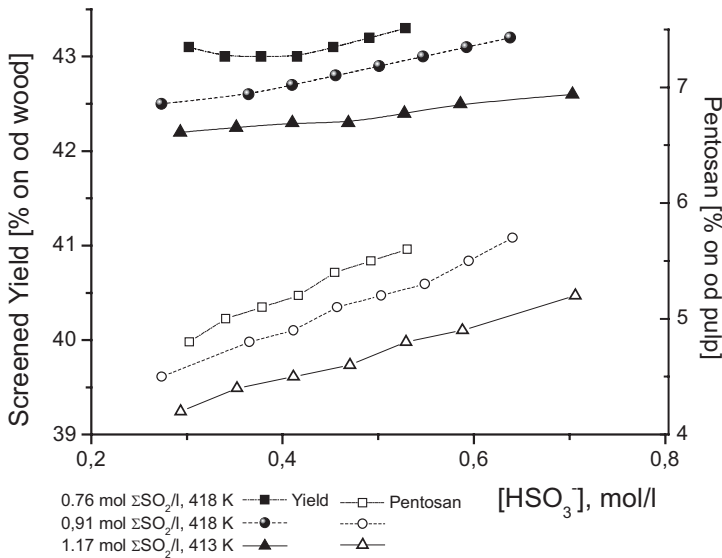 Screened Yield [% on od wood]
43
42
41
40
39
0,2
0,4
0,6
0,8
7
6
5
4
Pentosan [% on od pulp]
[HSO₃⁻], mol/l
0.76 mol ΣSO₂/l, 418 K Yield Pentosan
0,91 mol ΣSO₂/l, 418 K
1.17 mol ΣSO₂/l, 413 K